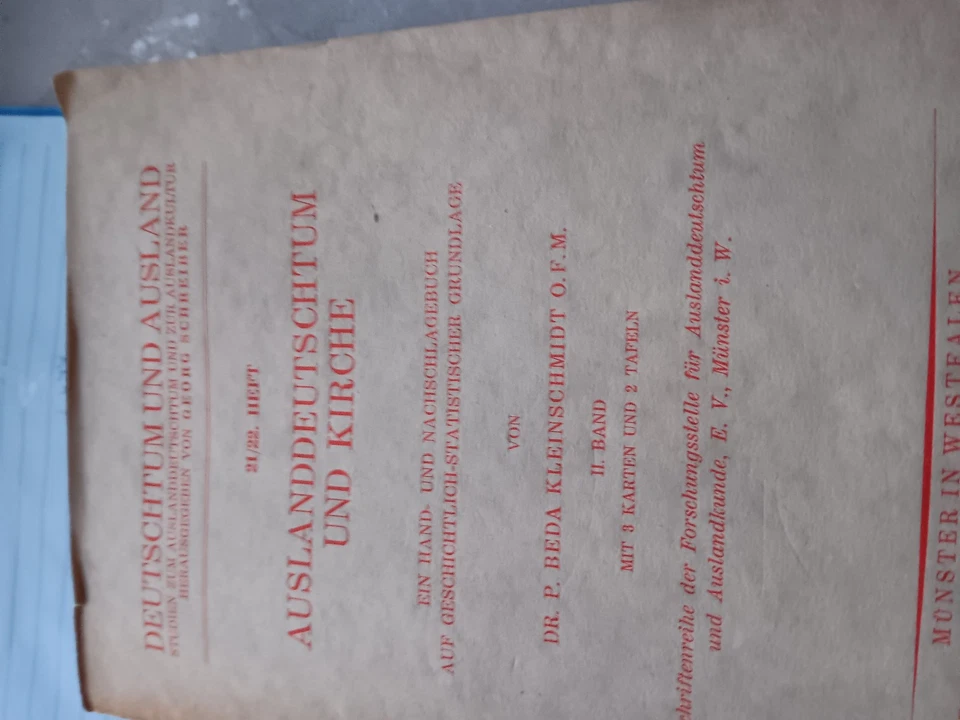 DEUTSCHTUM UND AUSLAND
STUDIEN ZUM AUSLANDDEUTSCHTUM UND ZUR AUSLANDKULTUR
HERAUSGEGEBEN VON GEORG SCHREIBER
21/22. HEFT
AUSLANDDEUTSCHTUM
UND KIRCHE
EIN HAND- UND NACHSCHLAGEBUCH
AUF GESCHICHTLICH-STATISTISCHER GRUNDLAGE
VON
DR. P. BEDA KLEINSCHMIDT O.F.M.
II. BAND
MIT 3 KARTEN UND 2 TAFELN
chriftenreihe der Forschungsstelle für Auslanddeutschtum
und Auslandkunde, E. V., Münster i. W.
MÜNSTER IN WESTFALEN